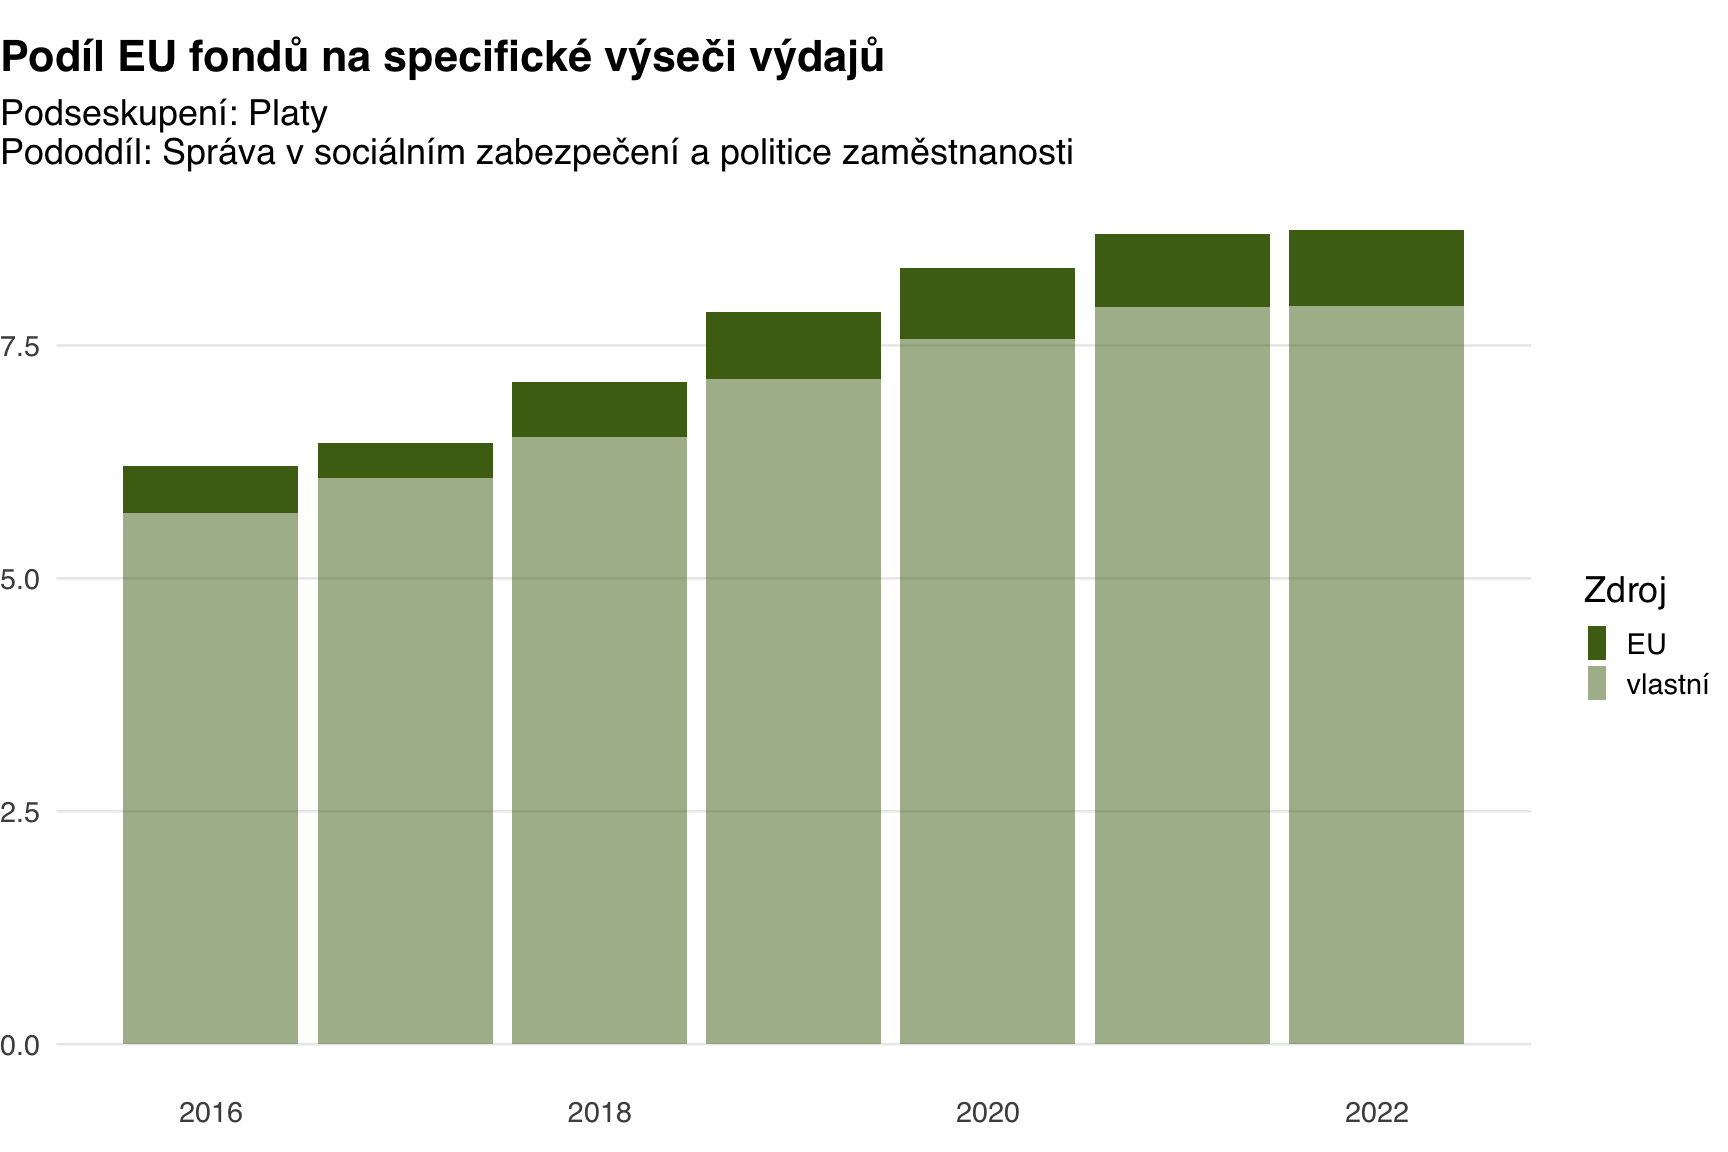 Podíl EU fondů na specifické výseči výdajů
Podseskupení: Platy
Pododdíl: Správa v sociálním zabezpečení a politice zaměstnanosti
7.5
5.0
2.5
0.0
2016
2018
2020
2022
Zdroj
EU
vlastní